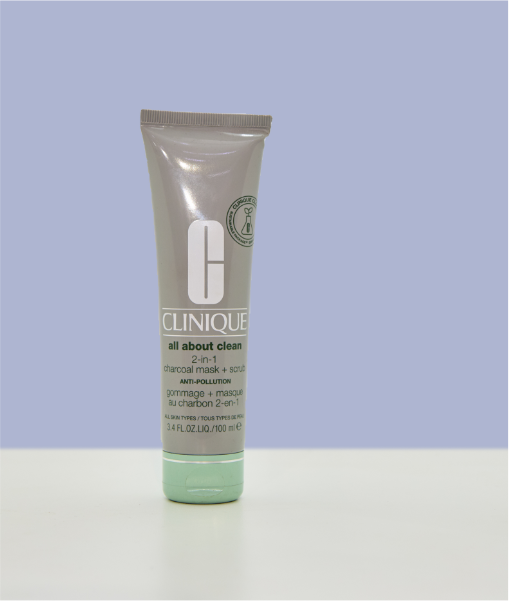 CLINIQUE
C
CLINIQUE
all about clean
2-in-1
charcoal mask + scrub
ANTI-POLLUTION
gommage + masque
au charbon 2-en-1
ALL SKIN TYPES / TOUS TYPES DE PEAU
3.4 FL.OZ.LIQ./100 ml ℮